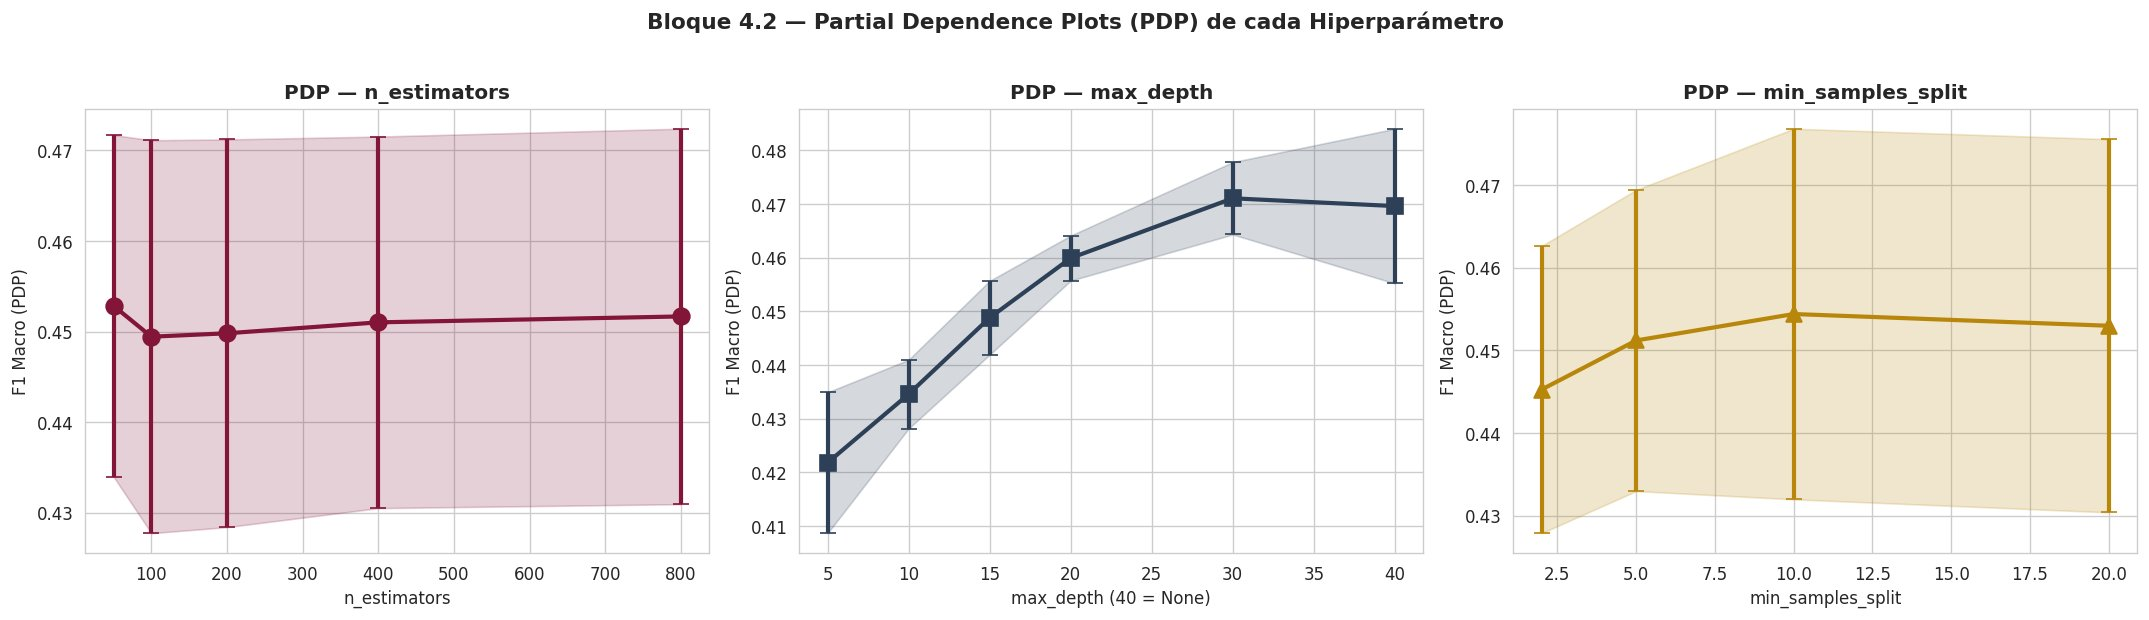 Bloque 4.2 — Partial Dependence Plots (PDP) de cada Hiperparámetro
PDP — n_estimators
F1 Macro (PDP)
0.47
0.46
0.45
0.44
0.43
100 200 300 400 500 600 700 800
n_estimators
PDP — max_depth
F1 Macro (PDP)
0.48
0.47
0.46
0.45
0.44
0.43
0.42
0.41
5 10 15 20 25 30 35 40
max_depth (40 = None)
PDP — min_samples_split
F1 Macro (PDP)
0.47
0.46
0.45
0.44
0.43
2.5 5.0 7.5 10.0 12.5 15.0 17.5 20.0
min_samples_split